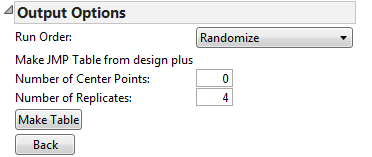 Output Options
Run Order: Randomize
Make JMP Table from design plus
Number of Center Points: 0
Number of Replicates: 4
Make Table
Back